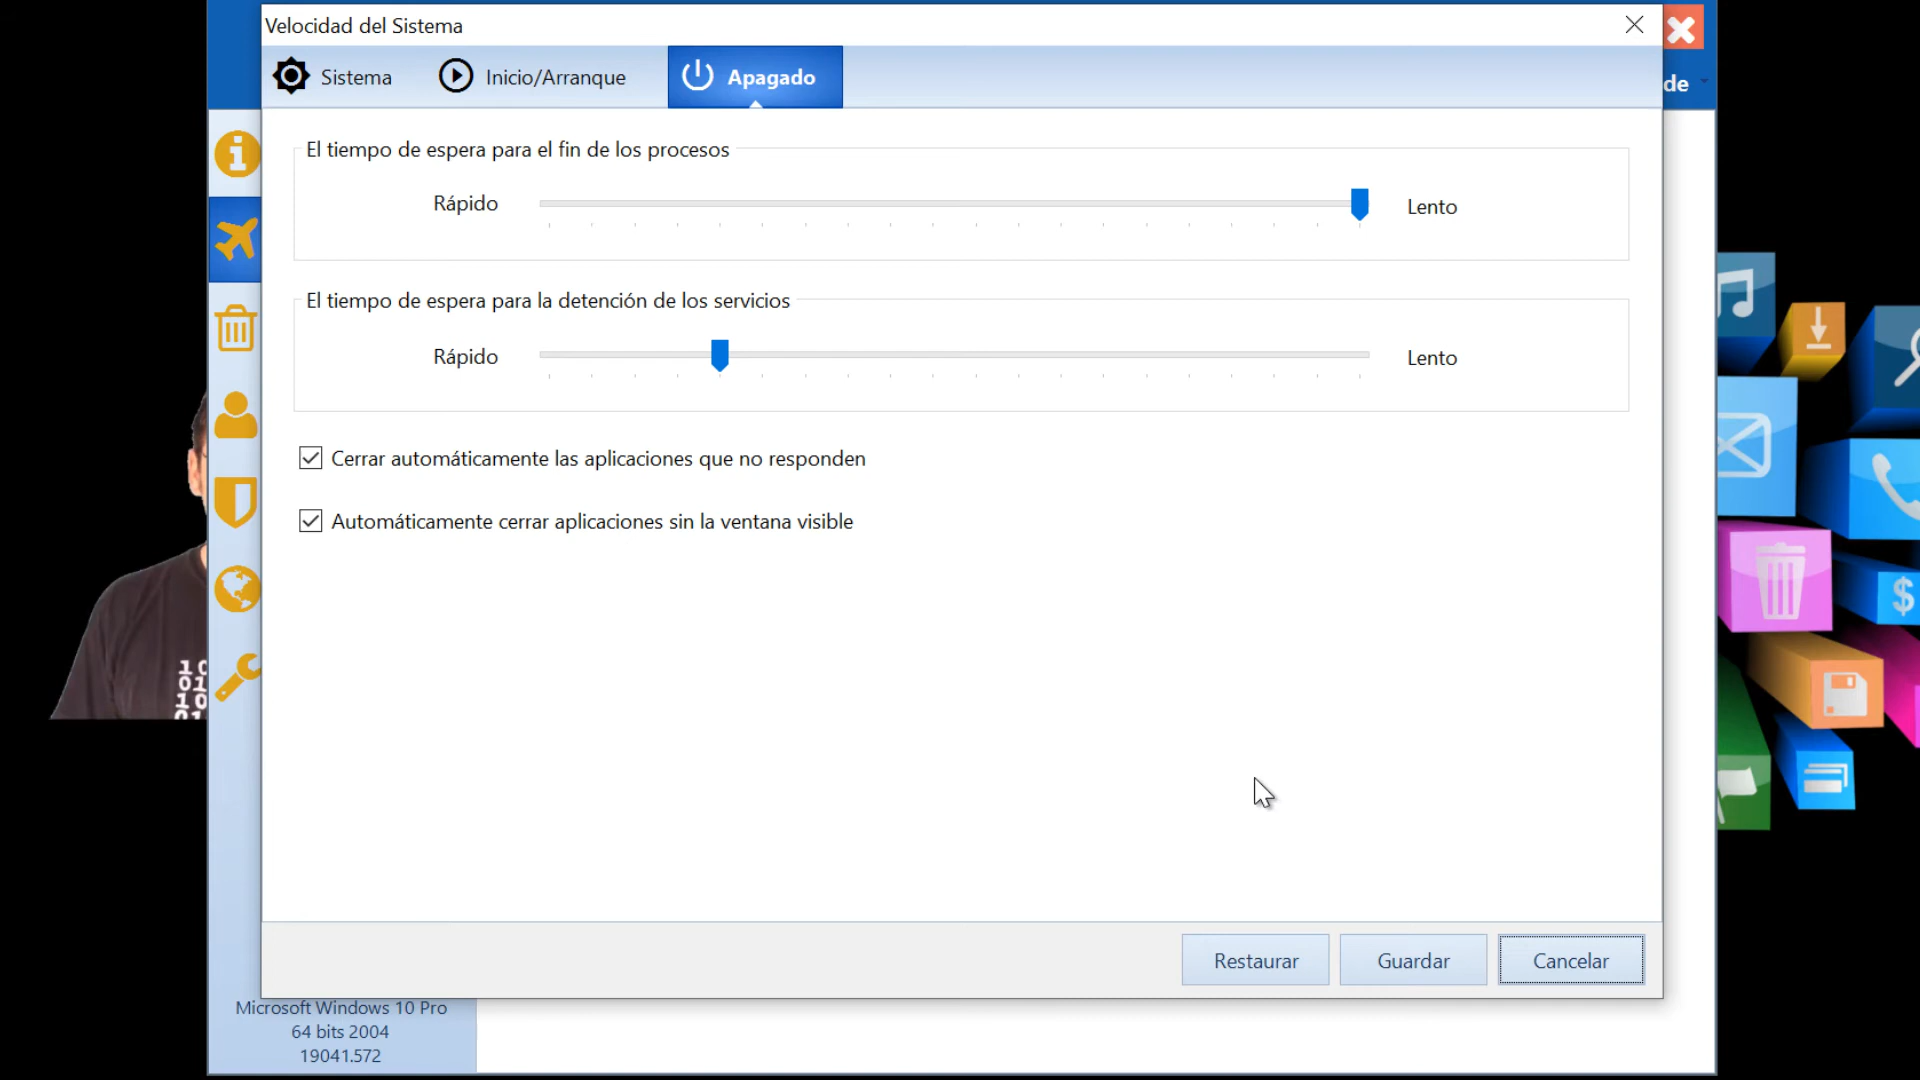 Velocidad del Sistema
Sistema
Inicio/Arranque
Apagado
de
El tiempo de espera para el fin de los procesos
Rápido
Lento
El tiempo de espera para la detención de los servicios
Rápido
Lento
Cerrar automáticamente las aplicaciones que no responden
Automáticamente cerrar aplicaciones sin la ventana visible
$
Restaurar
Guardar
Cancelar
Microsoft Windows 10 Pro
64 bits 2004
19041.572